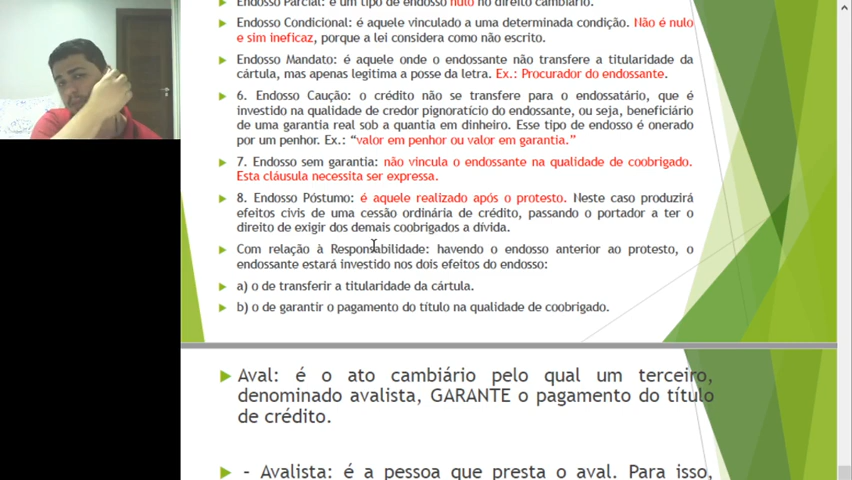 Endosso Parcial: é um tipo de endosso nulo no direito cambiário.
Endosso Condicional: é aquele vinculado a uma determinada condição. Não é nulo
e sim ineficaz, porque a lei considera como não escrito.
Endosso Mandato: é aquele onde o endossante não transfere a titularidade da
cártula, mas apenas legitima a posse da letra. Ex.: Procurador do endossante.
6. Endosso Caução: o crédito não se transfere para o endossatário, que é
investido na qualidade de credor pignoratício do endossante, ou seja, beneficiário
de uma garantia real sob a quantia em dinheiro. Esse tipo de endosso é onerado
por um penhor. Ex.: “valor em penhor ou valor em garantia.”
7. Endosso sem garantia: não vincula o endossante na qualidade de coobrigado.
Esta cláusula necessita ser expressa.
8. Endosso Póstumo: é aquele realizado após o protesto. Neste caso produzirá
efeitos civis de uma cessão ordinária de crédito, passando o portador a ter o
direito de exigir dos demais coobrigados a dívida.
Com relação à Responsabilidade: havendo o endosso anterior ao protesto, o
endossante estará investido nos dois efeitos do endosso:
a) o de transferir a titularidade da cártula.
b) o de garantir o pagamento do título na qualidade de coobrigado.
Aval: é o ato cambiário pelo qual um terceiro,
denominado avalista, GARANTE o pagamento do título
de crédito.
– Avalista: é a pessoa que presta o aval. Para isso,